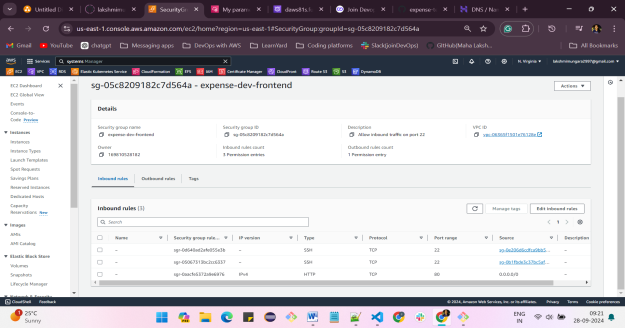 Untitled D
lakshmim
SecurityG
My param
daws81s.
Join Devo
expense-
DNS / N
us-east-1.console.aws.amazon.com/ec2/home?region=us-east-1#SecurityGroup:groupId=sg-05c8209182c7d564a
Gmail YouTube chatgpt Messaging apps DevOps with AWS LearnYard Coding platforms Slack(joinDevOps) GitHub(Maha Laksh... All Bookmarks
aws Services systems Manager N. Virginia
EC2 VPC RDS Elastic Kubernetes Service CloudFormation EFS IAM Certificate Manager CloudFront Route 53 S3 DynamoDB
EC2 Dashboard
EC2 Global View
Events
Console-to-
Code Preview
Instances
Instances
Instance Types
Launch Templates
Spot Requests
Savings Plans
Reserved Instances
Dedicated Hosts
Capacity
Reservations New
Images
AMIs
AMI Catalog
Elastic Block Store
Volumes
Snapshots
Lifecycle Manager
sg-05c8209182c7d564a - expense-dev-frontend
Actions
Details
Security group name
expense-dev-frontend
Security group ID
sg-05c8209182c7d564a
Description
Allow inbound traffic on port 22
VPC ID
Owner
Inbound rules count
3 Permission entries
Outbound rules count
1 Permission entry
Inbound rules Outbound rules Tags
Inbound rules (3)
Manage tags Edit inbound rules
Search
1
Name Security group rule... IP version Type Protocol Port range Source Description
– – SSH TCP 22
– – SSH TCP 22
– IPv4 HTTP TCP 80 0.0.0.0/0
CloudShell Feedback © 2024, Amazon Web Services, Inc. or its affiliates. Privacy Terms Cookie preferences
25°C
Sunny
ENG
IN
09:21
28-09-2024